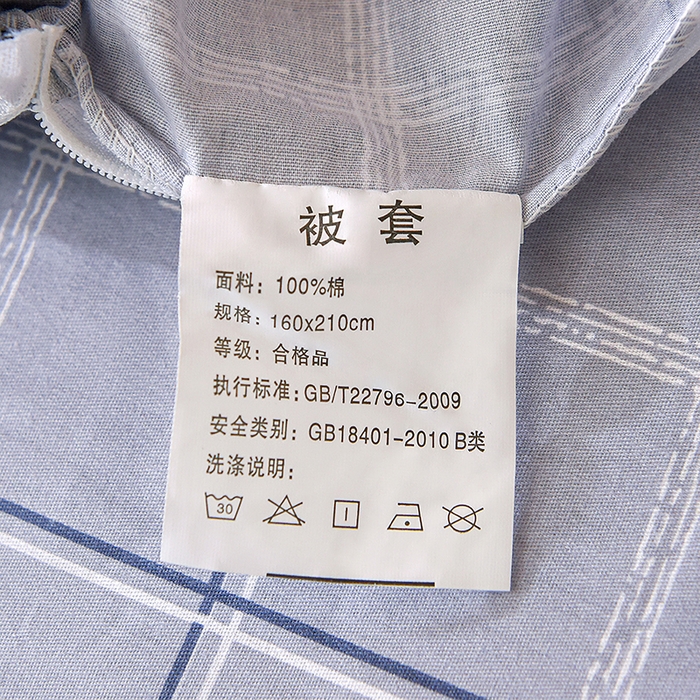 被套
面料：100%棉
规格：160x210cm
等级：合格品
执行标准：GB/T22796-2009
安全类别：GB18401-2010 B类
洗涤说明：
30